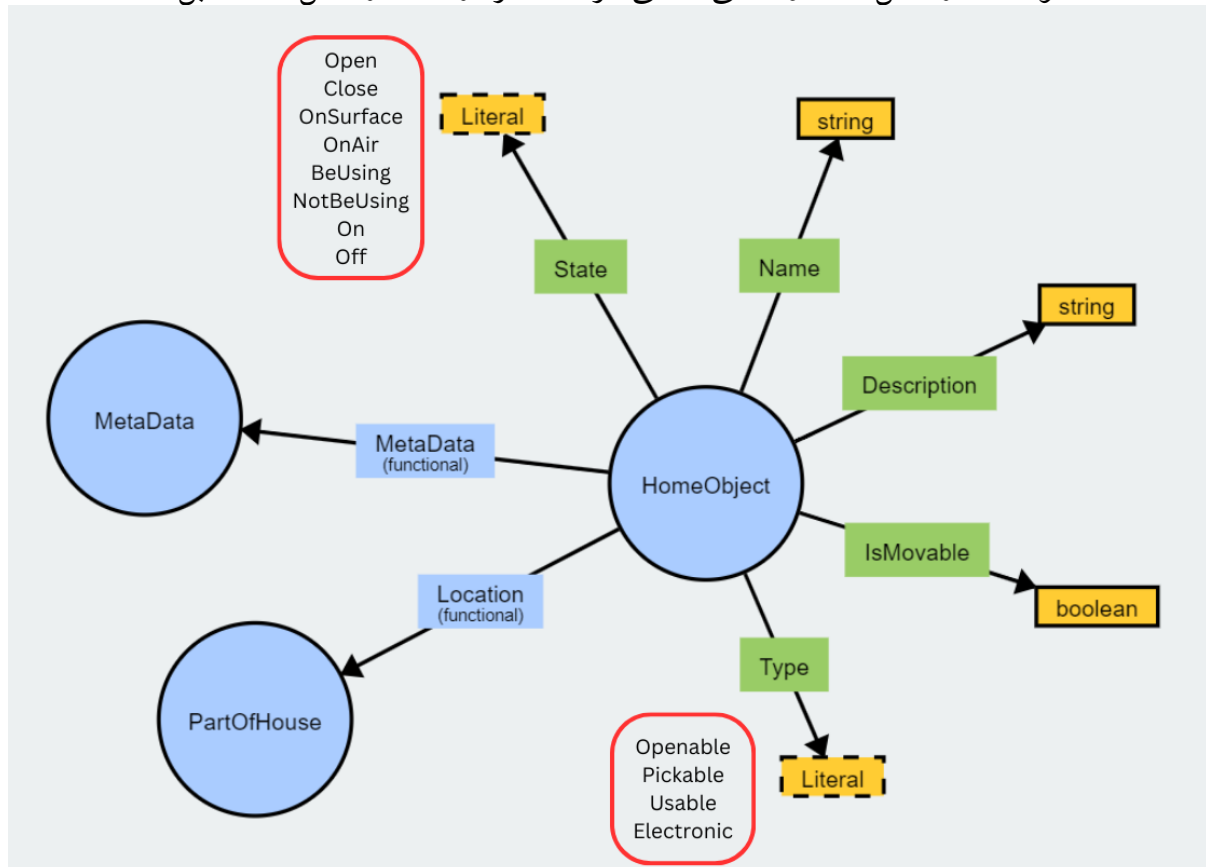 Open
Close
OnSurface
OnAir
BeUsing
NotBeUsing
On
Off
Literal
string
State
Name
string
Description
MetaData
MetaData
(functional)
HomeObject
IsMovable
Location
(functional)
boolean
Type
PartOfHouse
Openable
Pickable
Usable
Electronic
Literal